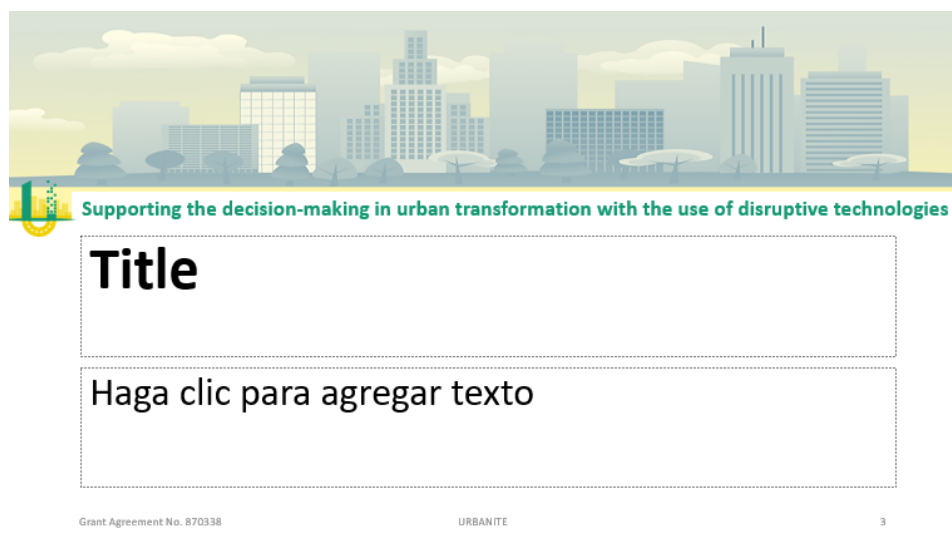 Supporting the decision-making in urban transformation with the use of disruptive technologies
Title
Haga clic para agregar texto
Grant Agreement No. 870338 URBANITE 3